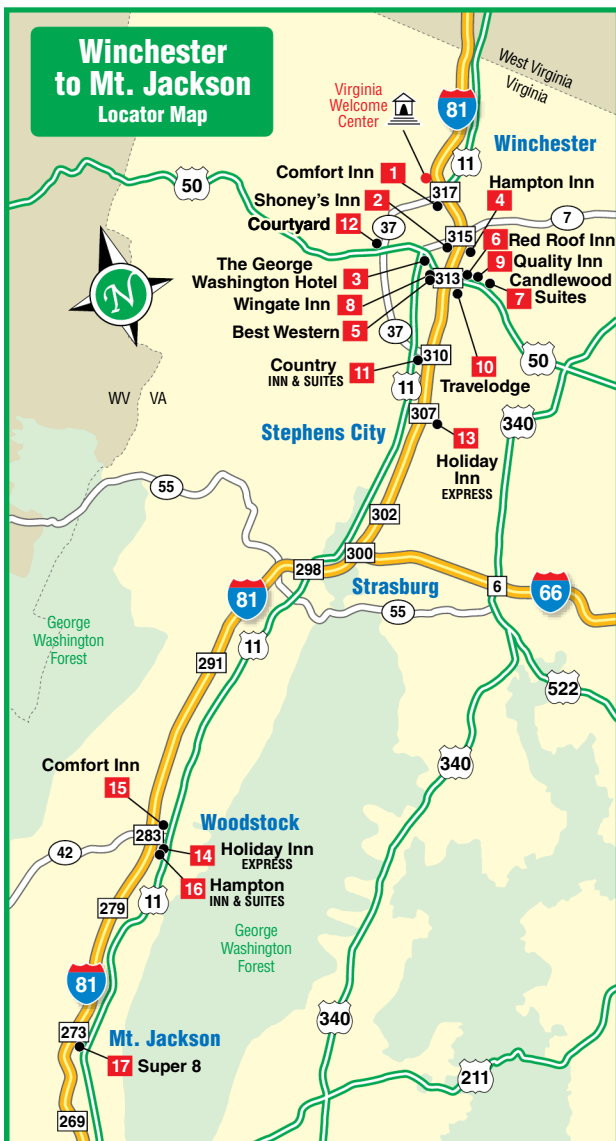 Winchester
to Mt. Jackson
Locator Map
West Virginia
Virginia
81
Virginia
Welcome
Center
11
Winchester
50
Comfort Inn 1
317
Hampton Inn
4
Shoney's Inn 2
37
7
Courtyard
12
315
6 Red Roof Inn
9 Quality Inn
The George
Washington Hotel 3
313
Candlewood
7 Suites
Wingate Inn 8
Best Western 5
37
N
Country
INN & SUITES 11
310
10
Travelodge
50
WV VA
11
307
340
Stephens City
13
Holiday
Inn
EXPRESS
55
302
300
298
Strasburg
81
6
66
55
George
Washington
Forest
11
291
522
340
Comfort Inn
15
Woodstock
283
42
14 Holiday Inn
EXPRESS
16 Hampton
INN & SUITES
11
279
George
Washington
Forest
81
340
273
Mt. Jackson
17 Super 8
211
269